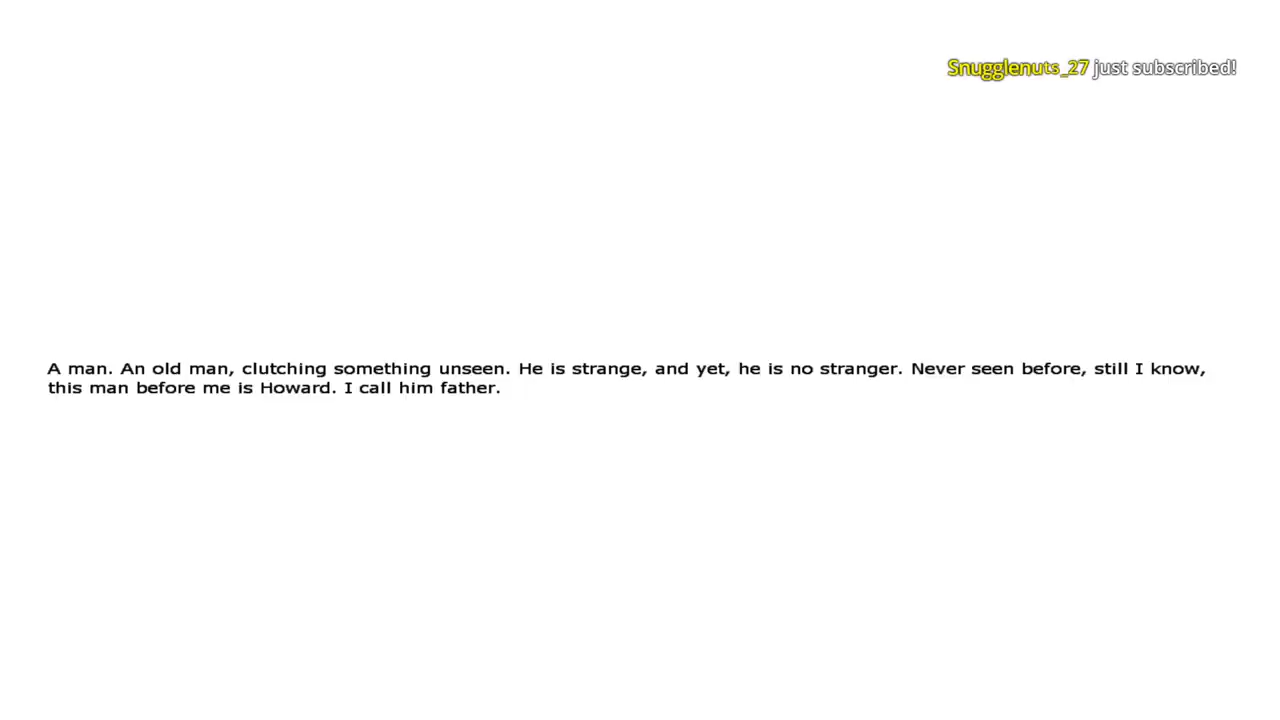 Snugglenuts_27 just subscribed!
A man. An old man, clutching something unseen. He is strange, and yet, he is no stranger. Never seen before, still I know,
this man before me is Howard. I call him father.